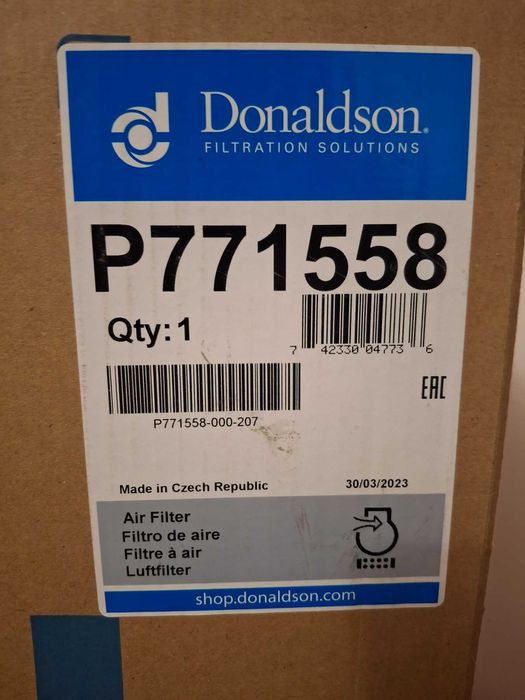 Donaldson®
FILTRATION SOLUTIONS
P771558
Qty: 1
7 42330 04773 6
P771558-000-207
EAC
Made in Czech Republic 30/03/2023
Air Filter
Filtro de aire
Filtre à air
Luftfilter
shop.donaldson.com